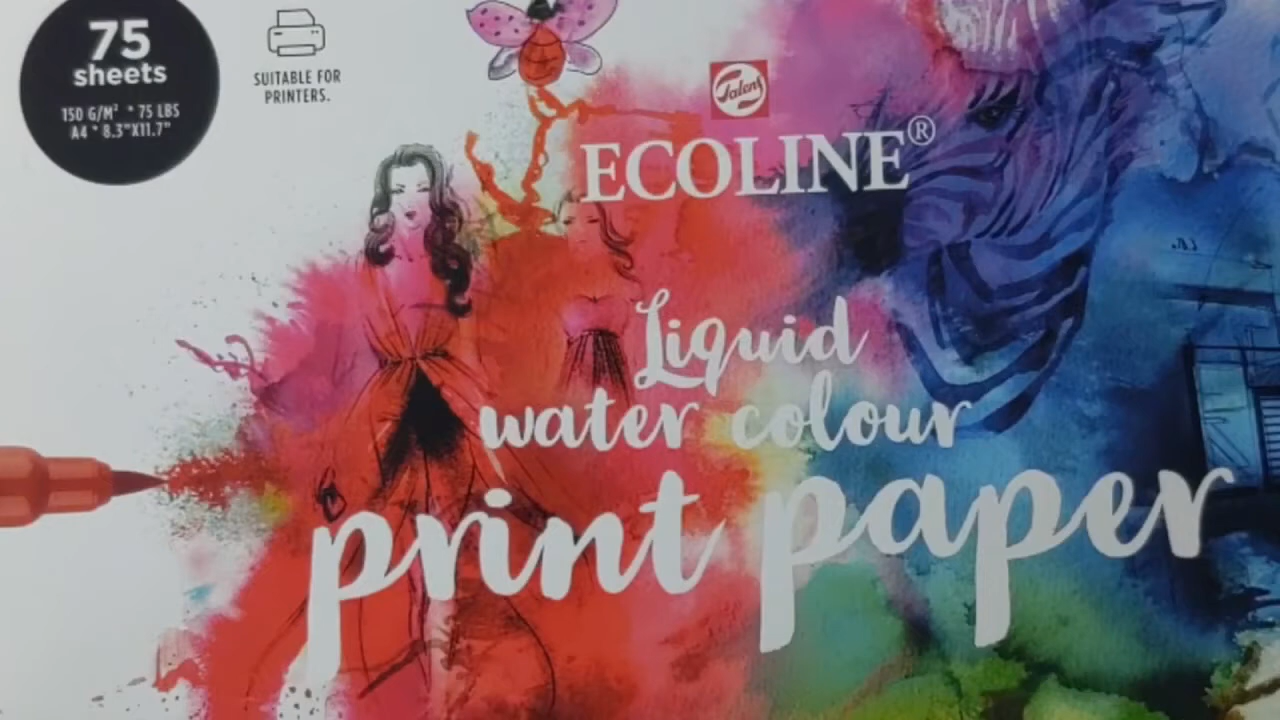 75
sheets
150 G/M² * 75 LBS
A4 * 8.3"X11.7"
SUITABLE FOR
PRINTERS.
Talens
ECOLINE®
Liquid
water colour
print paper